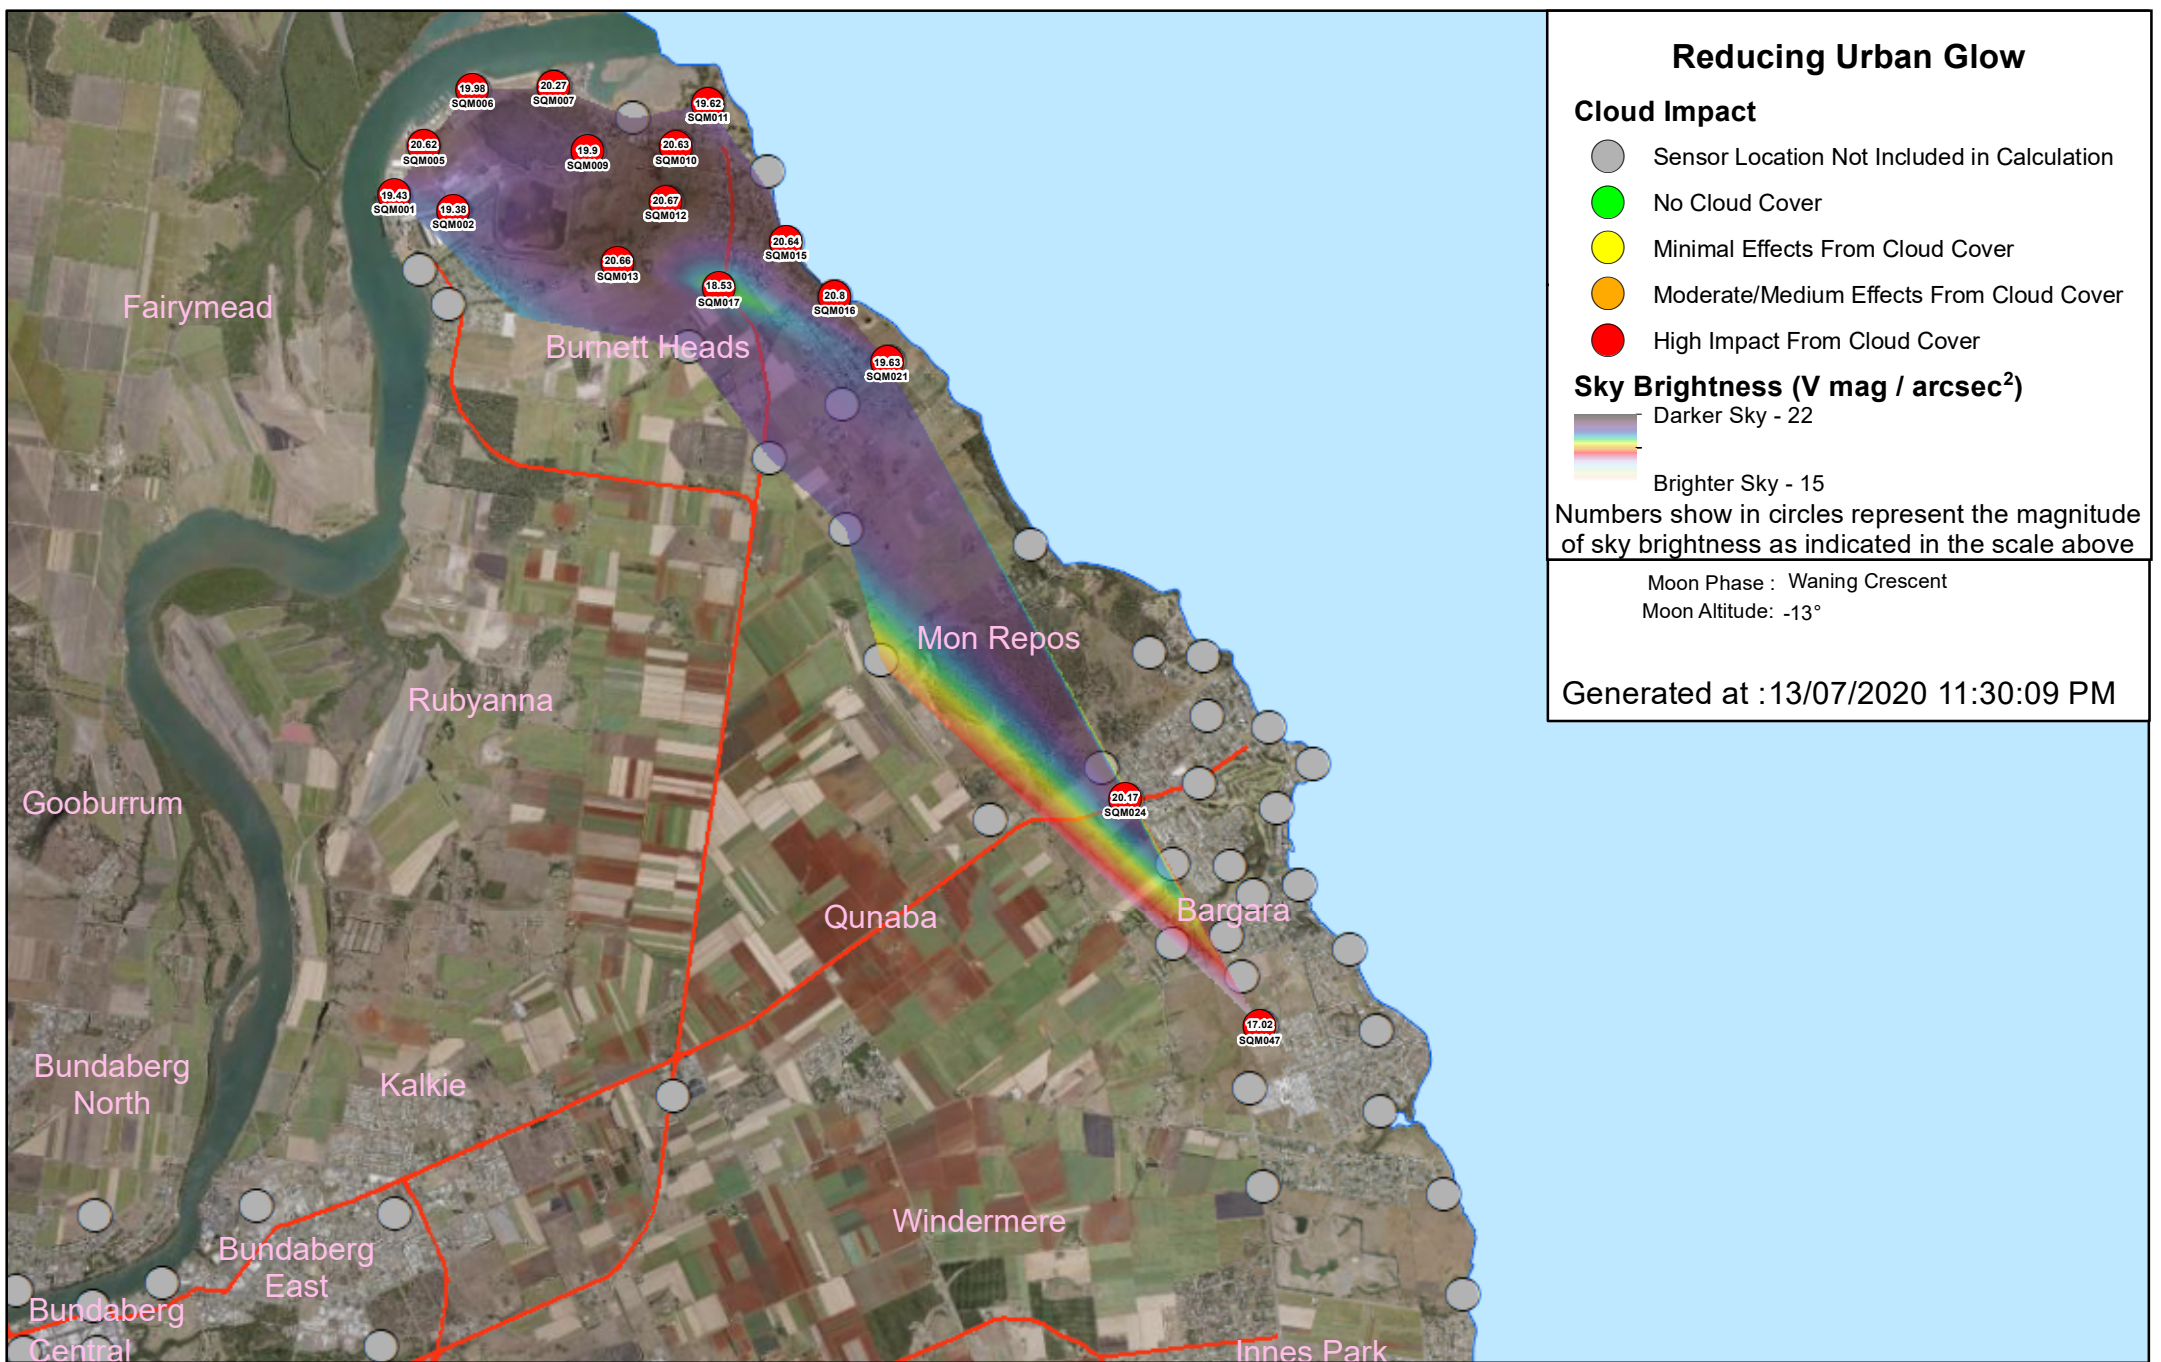 Reducing Urban Glow
Cloud Impact
Sensor Location Not Included in Calculation
No Cloud Cover
Minimal Effects From Cloud Cover
Moderate/Medium Effects From Cloud Cover
High Impact From Cloud Cover
Sky Brightness (V mag / arcsec²)
Darker Sky - 22
Brighter Sky - 15
Numbers show in circles represent the magnitude
of sky brightness as indicated in the scale above
Moon Phase : Waning Crescent
Moon Altitude: -13°
Generated at :13/07/2020 11:30:09 PM
19.98
SQM006
20.27
SQM007
19.62
SQM011
20.62
SQM005
19.9
SQM009
20.63
SQM010
19.43
SQM001
19.38
SQM002
20.67
SQM012
20.64
SQM015
20.66
SQM013
18.53
SQM017
20.8
SQM016
19.63
SQM021
Fairymead
Burnett Heads
Mon Repos
Rubyanna
Gooburrum
20.17
SQM024
Qunaba
Bargara
17.02
SQM047
Bundaberg
North
Kalkie
Windermere
Bundaberg
East
Bundaberg
Central
Innes Park